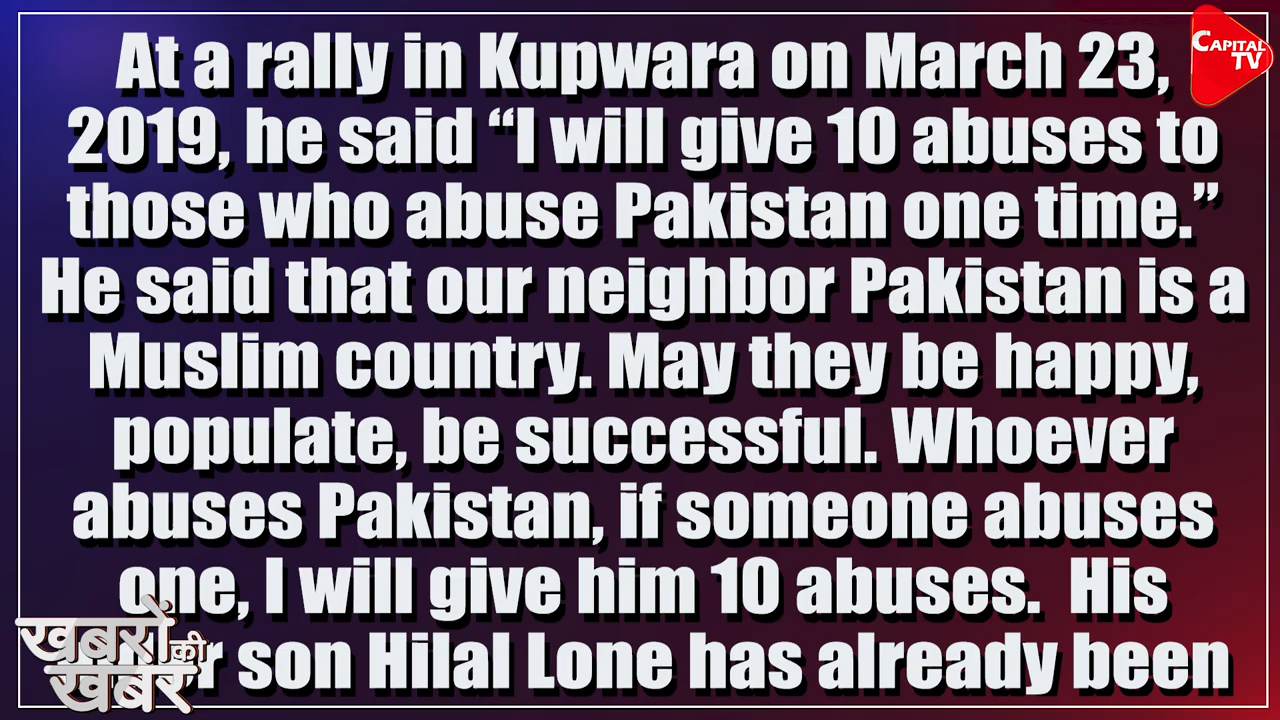 At a rally in Kupwara on March 23,
2019, he said “I will give 10 abuses to
those who abuse Pakistan one time.”
He said that our neighbor Pakistan is a
Muslim country. May they be happy,
populate, be successful. Whoever
abuses Pakistan, if someone abuses
one, I will give him 10 abuses. His
son Hilal Lone has already been
CAPITAL
TV
खबरों की
खबर